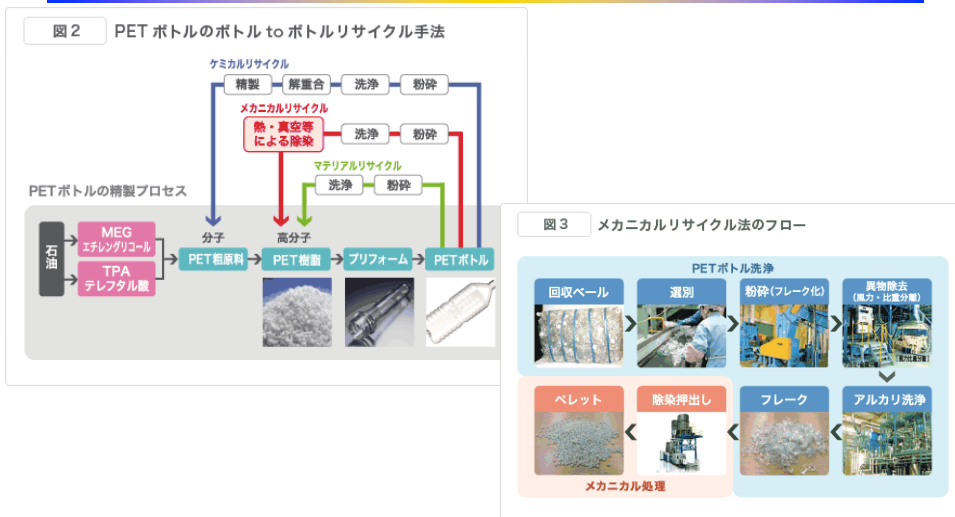 図2
PETボトルのボトルtoボトルリサイクル手法
ケミカルリサイクル
精製
解重合
洗浄
粉砕
メカニカルリサイクル
熱・真空等
による除染
洗浄
粉砕
マテリアルリサイクル
洗浄
粉砕
PETボトルの精製プロセス
石油
MEG
エチレングリコール
TPA
テレフタル酸
分子
PET粗原料
高分子
PET樹脂
プリフォーム
PETボトル
図3
メカニカルリサイクル法のフロー
PETボトル洗浄
回収ベール
選別
粉砕(フレーク化)
異物除去
(風力・比重分離)
ペレット
除染押出し
フレーク
アルカリ洗浄
メカニカル処理